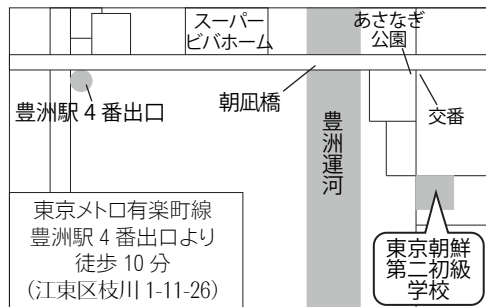 スーパー
ビバホーム
あさなぎ
公園
豊洲駅4番出口
朝凪橋
交番
豊洲運河
東京メトロ有楽町線
豊洲駅4番出口より
徒歩10分
(江東区枝川1-11-26)
東京朝鮮
第二初級
学校